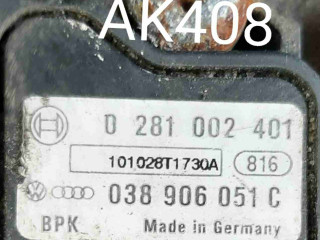 AK408
0 281 002 401
101028T1730A 816
038 906 051 C
BPK Made in Germany